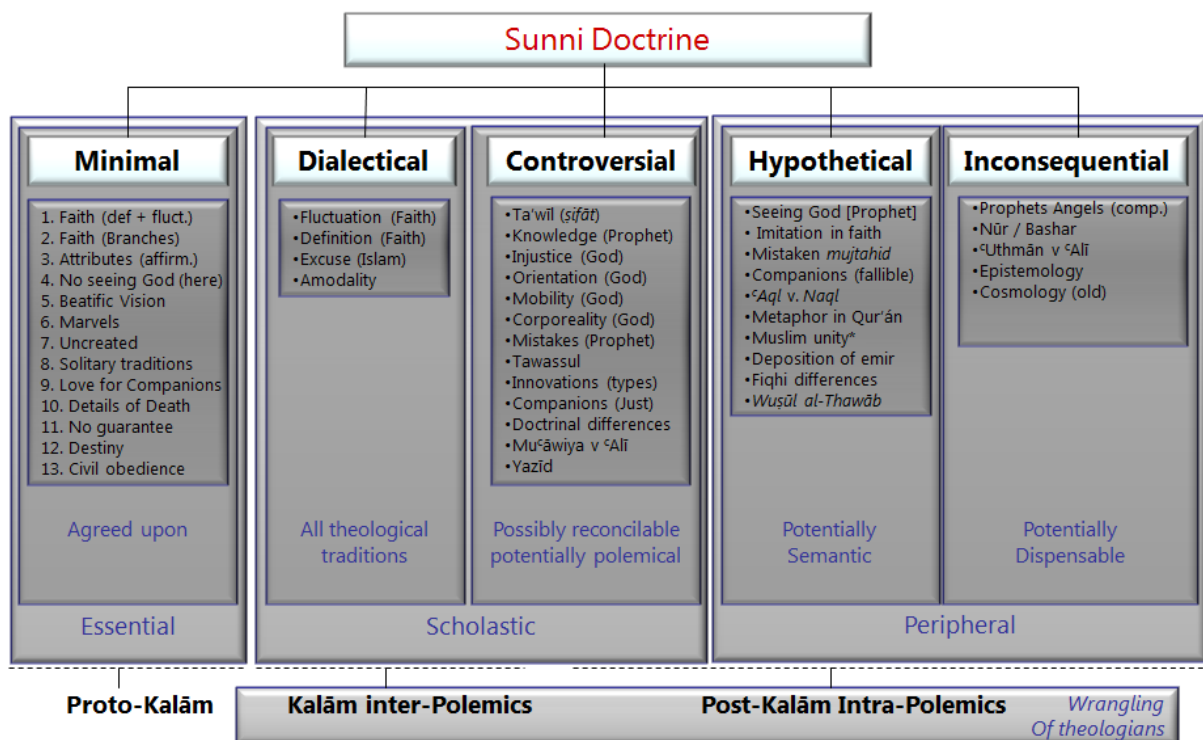 Sunni Doctrine
Minimal
1. Faith (def + fluct.)
2. Faith (Branches)
3. Attributes (affirm.)
4. No seeing God (here)
5. Beatific Vision
6. Marvels
7. Uncreated
8. Solitary traditions
9. Love for Companions
10. Details of Death
11. No guarantee
12. Destiny
13. Civil obedience
Agreed upon
Essential
Dialectical
•Fluctuation (Faith)
•Definition (Faith)
•Excuse (Islam)
•Amodality
All theological
traditions
Controversial
•Ta'wīl (ṣifāt)
•Knowledge (Prophet)
•Injustice (God)
•Orientation (God)
•Mobility (God)
•Corporeality (God)
•Mistakes (Prophet)
•Tawassul
•Innovations (types)
•Companions (Just)
•Doctrinal differences
•Muᶜāwiya v ᶜAlī
•Yazīd
Possibly reconcilable
potentially polemical
Scholastic
Hypothetical
•Seeing God [Prophet]
• Imitation in faith
•Mistaken mujtahid
•Companions (fallible)
•ᶜAql v. Naql
•Metaphor in Qur'án
•Muslim unity*
•Deposition of emir
•Fiqhi differences
•Wuṣūl al-Thawāb
Potentially
Semantic
Inconsequential
•Prophets Angels (comp.)
•Nūr / Bashar
•ᶜUthmān v ᶜAlī
•Epistemology
•Cosmology (old)
Potentially
Dispensable
Peripheral
Proto-Kalām
Kalām inter-Polemics
Post-Kalām Intra-Polemics
Wrangling
Of theologians